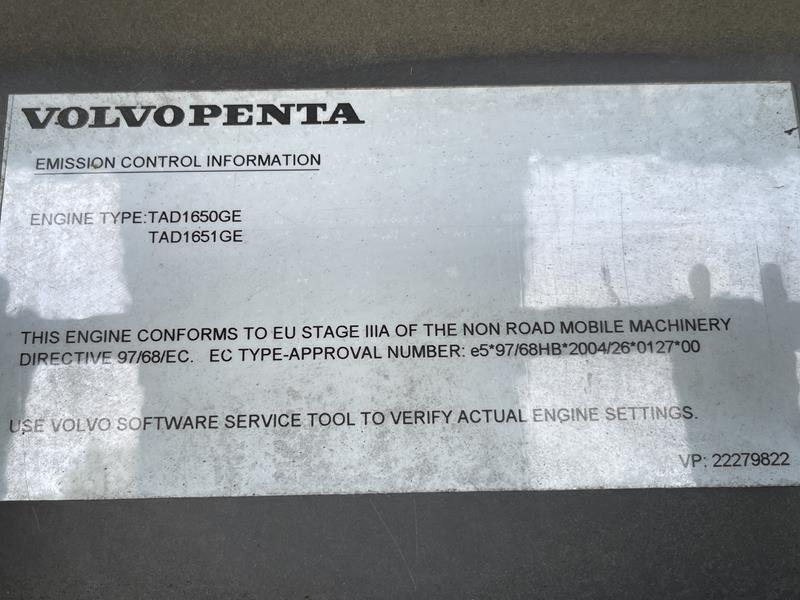 VOLVO PENTA
EMISSION CONTROL INFORMATION
ENGINE TYPE:TAD1650GE
TAD1651GE
THIS ENGINE CONFORMS TO EU STAGE IIIA OF THE NON ROAD MOBILE MACHINERY
DIRECTIVE 97/68/EC. EC TYPE-APPROVAL NUMBER: e5*97/68HB*2004/26*0127*00
USE VOLVO SOFTWARE SERVICE TOOL TO VERIFY ACTUAL ENGINE SETTINGS.
VP: 22279822